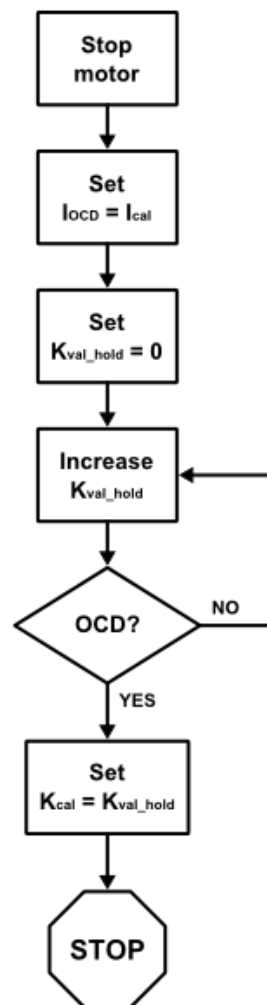 Stop
motor
Set
IOCD = Ical
Set
Kval_hold = 0
Increase
Kval_hold
OCD?
NO
YES
Set
Kcal = Kval_hold
STOP